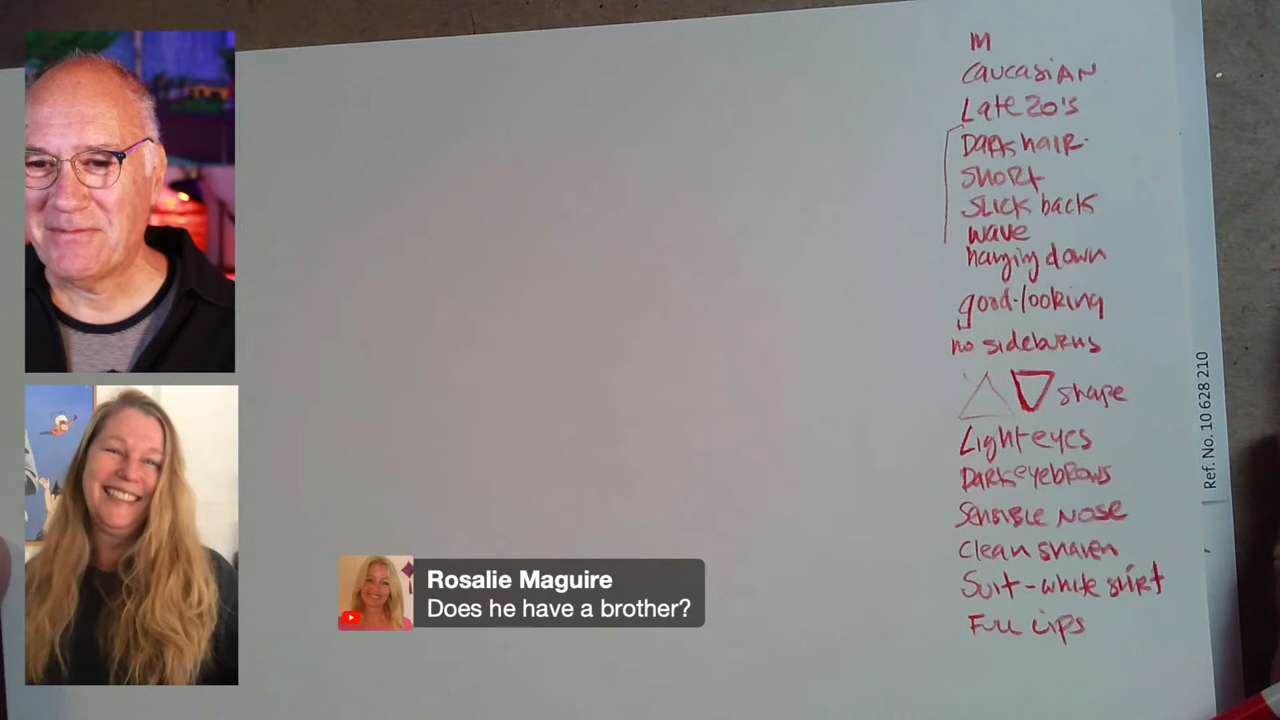 M
Caucasian
Late 20's
Dark hair
short
slick back
wave
hanging down
good-looking
no sideburns
shape
Light eyes
Dark eyebrows
Sensible Nose
Clean shaven
Suit - white shirt
Full lips
Ref. No. 10 628 210
Rosalie Maguire
Does he have a brother?